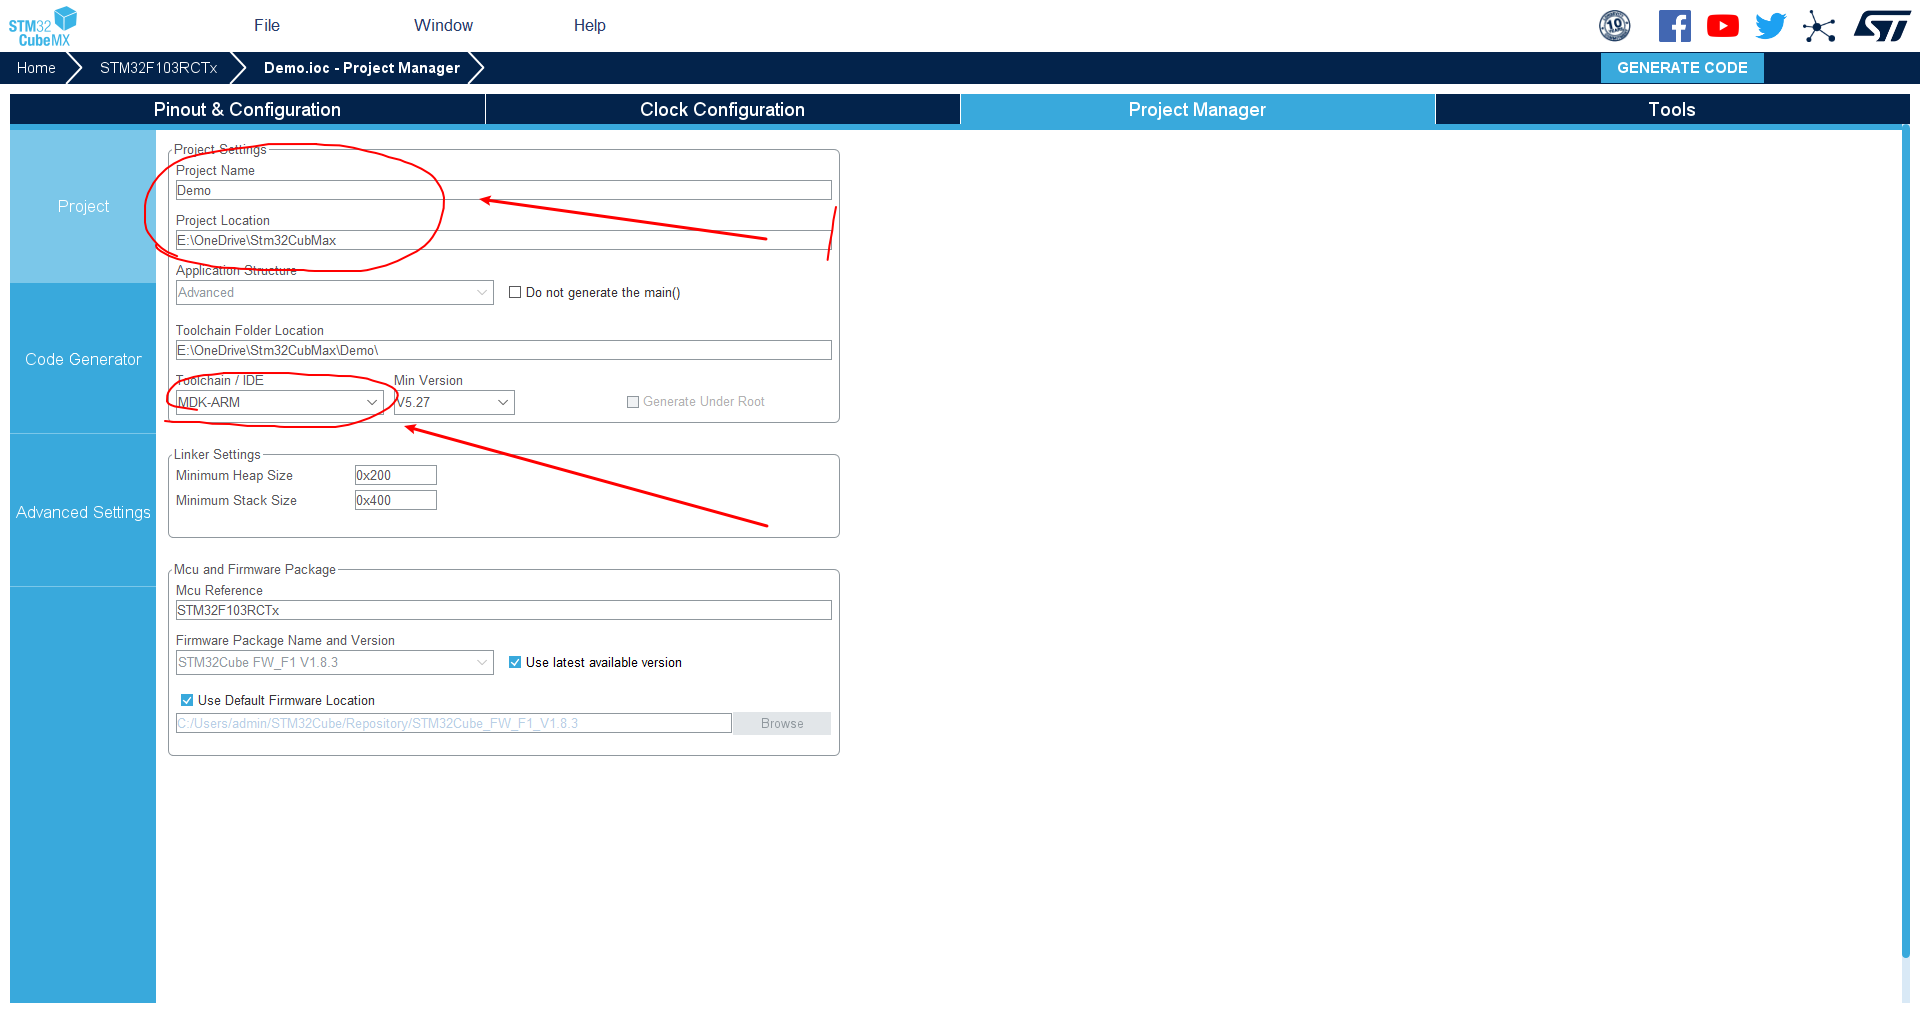 STM32
CubeMX
File
Window
Help
10
Home
STM32F103RCTx
Demo.ioc - Project Manager
GENERATE CODE
Pinout & Configuration
Clock Configuration
Project Manager
Tools
Project
Code Generator
Advanced Settings
Project Settings
Project Name
Demo
Project Location
E:\OneDrive\Stm32CubMax
Application Structure
Advanced
Do not generate the main()
Toolchain Folder Location
E:\OneDrive\Stm32CubMax\Demo\
Toolchain / IDE
Min Version
MDK-ARM
V5.27
Generate Under Root
Linker Settings
Minimum Heap Size
0x200
Minimum Stack Size
0x400
Mcu and Firmware Package
Mcu Reference
STM32F103RCTx
Firmware Package Name and Version
STM32Cube FW_F1 V1.8.3
Use latest available version
Use Default Firmware Location
C:/Users/admin/STM32Cube/Repository/STM32Cube_FW_F1_V1.8.3
Browse